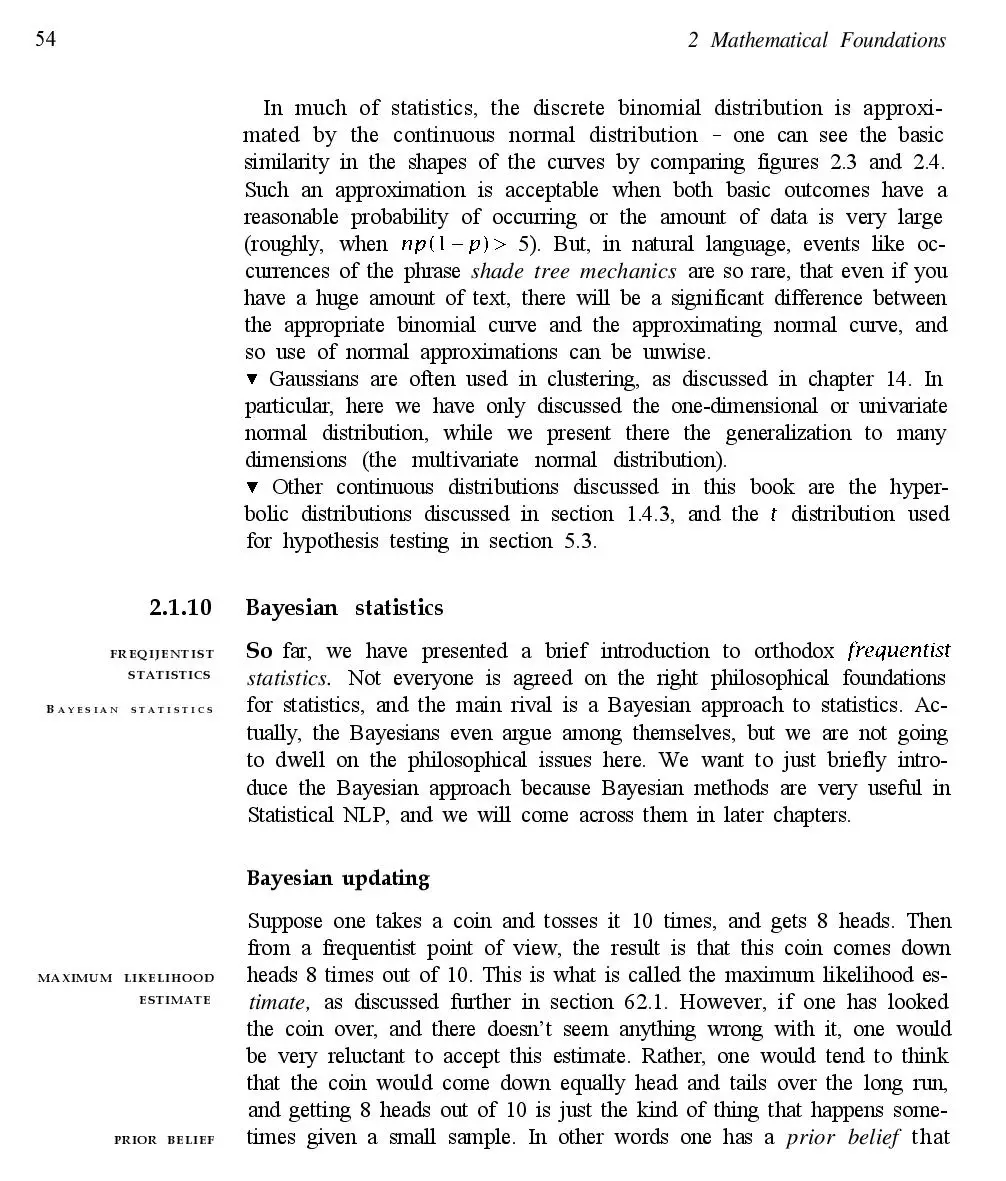 54
2 Mathematical Foundations
In much of statistics, the discrete binomial distribution is approxi-
mated by the continuous normal distribution – one can see the basic
similarity in the shapes of the curves by comparing figures 2.3 and 2.4.
Such an approximation is acceptable when both basic outcomes have a
reasonable probability of occurring or the amount of data is very large
(roughly, when np(1 – p) > 5). But, in natural language, events like oc-
currences of the phrase shade tree mechanics are so rare, that even if you
have a huge amount of text, there will be a significant difference between
the appropriate binomial curve and the approximating normal curve, and
so use of normal approximations can be unwise.
▼ Gaussians are often used in clustering, as discussed in chapter 14. In
particular, here we have only discussed the one-dimensional or univariate
normal distribution, while we present there the generalization to many
dimensions (the multivariate normal distribution).
▼ Other continuous distributions discussed in this book are the hyper-
bolic distributions discussed in section 1.4.3, and the t distribution used
for hypothesis testing in section 5.3.
2.1.10 Bayesian statistics
FREQIJENTIST
STATISTICS
BAYESIAN STATISTICS
So far, we have presented a brief introduction to orthodox frequentist
statistics. Not everyone is agreed on the right philosophical foundations
for statistics, and the main rival is a Bayesian approach to statistics. Ac-
tually, the Bayesians even argue among themselves, but we are not going
to dwell on the philosophical issues here. We want to just briefly intro-
duce the Bayesian approach because Bayesian methods are very useful in
Statistical NLP, and we will come across them in later chapters.
Bayesian updating
Suppose one takes a coin and tosses it 10 times, and gets 8 heads. Then
from a frequentist point of view, the result is that this coin comes down
MAXIMUM LIKELIHOOD
ESTIMATE
heads 8 times out of 10. This is what is called the maximum likelihood es-
timate, as discussed further in section 62.1. However, if one has looked
the coin over, and there doesn't seem anything wrong with it, one would
be very reluctant to accept this estimate. Rather, one would tend to think
that the coin would come down equally head and tails over the long run,
and getting 8 heads out of 10 is just the kind of thing that happens some-
PRIOR BELIEF
times given a small sample. In other words one has a prior belief that